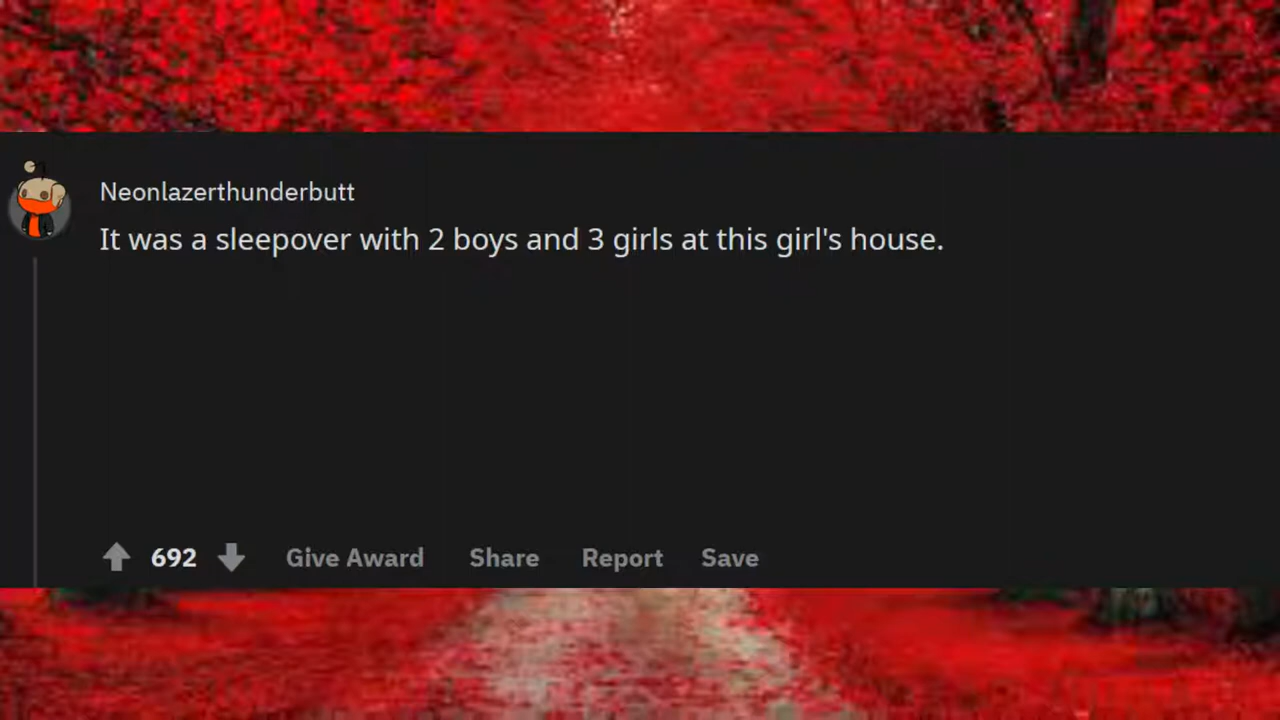 Neonlazerthunderbutt
It was a sleepover with 2 boys and 3 girls at this girl's house.
692 Give Award Share Report Save